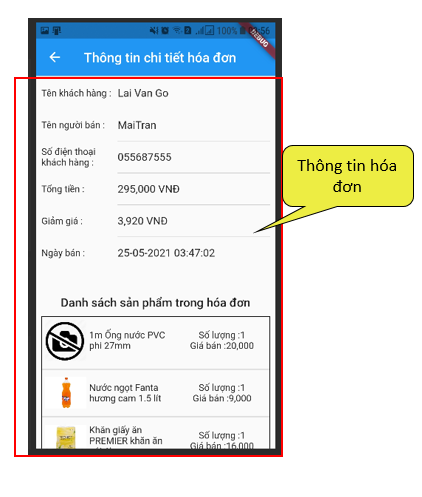 100% 3:56
DEBUG
Thông tin chi tiết hóa đơn
Tên khách hàng : Lai Van Go
Tên người bán : MaiTran
Số điện thoại
khách hàng : 055687555
Tổng tiền : 295,000 VNĐ
Giảm giá : 3,920 VNĐ
Ngày bán : 25-05-2021 03:47:02
Thông tin hóa
đơn
Danh sách sản phẩm trong hóa đơn
1m Ống nước PVC Số lượng :1
phi 27mm Giá bán :20,000
Nước ngọt Fanta Số lượng :1
hương cam 1.5 lít Giá bán :9,000
Khăn giấy ăn
PREMIER khăn ăn Số lượng :1
Giá bán :16,000